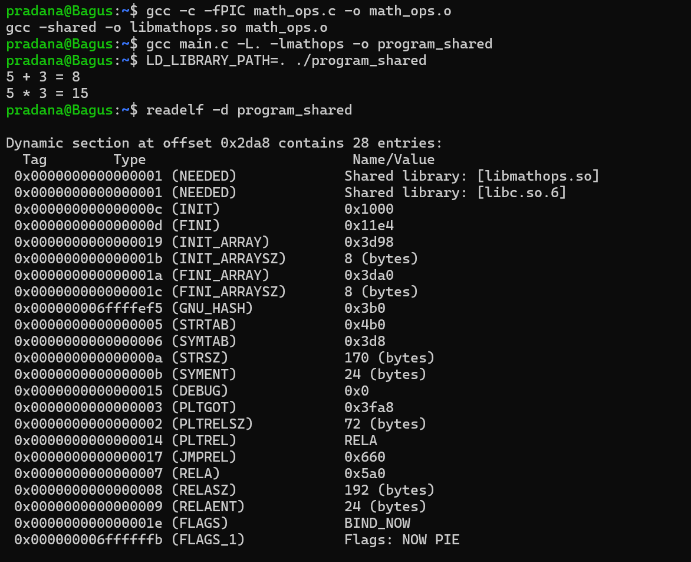 pradana@Bagus:~$ gcc -c -fPIC math_ops.c -o math_ops.o
gcc -shared -o libmathops.so math_ops.o
pradana@Bagus:~$ gcc main.c -L. -lmathops -o program_shared
pradana@Bagus:~$ LD_LIBRARY_PATH=. ./program_shared
5 + 3 = 8
5 * 3 = 15
pradana@Bagus:~$ readelf -d program_shared

Dynamic section at offset 0x2da8 contains 28 entries:
  Tag        Type                         Name/Value
 0x0000000000000001 (NEEDED)             Shared library: [libmathops.so]
 0x0000000000000001 (NEEDED)             Shared library: [libc.so.6]
 0x000000000000000c (INIT)               0x1000
 0x000000000000000d (FINI)               0x11e4
 0x0000000000000019 (INIT_ARRAY)         0x3d98
 0x000000000000001b (INIT_ARRAYSZ)       8 (bytes)
 0x000000000000001a (FINI_ARRAY)         0x3da0
 0x000000000000001c (FINI_ARRAYSZ)       8 (bytes)
 0x000000006ffffef5 (GNU_HASH)           0x3b0
 0x0000000000000005 (STRTAB)             0x4b0
 0x0000000000000006 (SYMTAB)             0x3d8
 0x000000000000000a (STRSZ)              170 (bytes)
 0x000000000000000b (SYMENT)             24 (bytes)
 0x0000000000000015 (DEBUG)              0x0
 0x0000000000000003 (PLTGOT)             0x3fa8
 0x0000000000000002 (PLTRELSZ)           72 (bytes)
 0x0000000000000014 (PLTREL)             RELA
 0x0000000000000017 (JMPREL)             0x660
 0x0000000000000007 (RELA)               0x5a0
 0x0000000000000008 (RELASZ)             192 (bytes)
 0x0000000000000009 (RELAENT)            24 (bytes)
 0x000000000000001e (FLAGS)              BIND_NOW
 0x000000006ffffffb (FLAGS_1)            Flags: NOW PIE